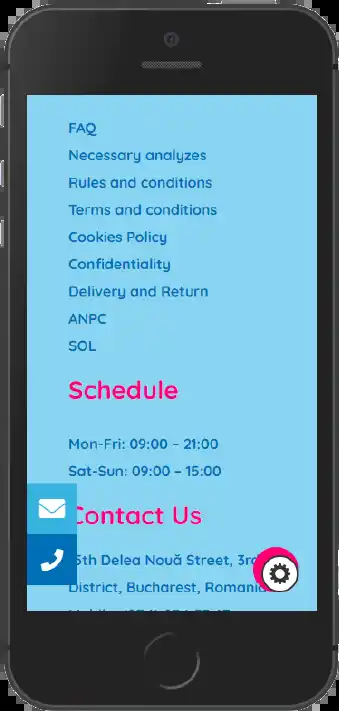 FAQ
Necessary analyzes
Rules and conditions
Terms and conditions
Cookies Policy
Confidentiality
Delivery and Return
ANPC
SOL
Schedule
Mon-Fri: 09:00 – 21:00
Sat-Sun: 09:00 – 15:00
Contact Us
5th Delea Nouă Street, 3rd
District, Bucharest, Romania